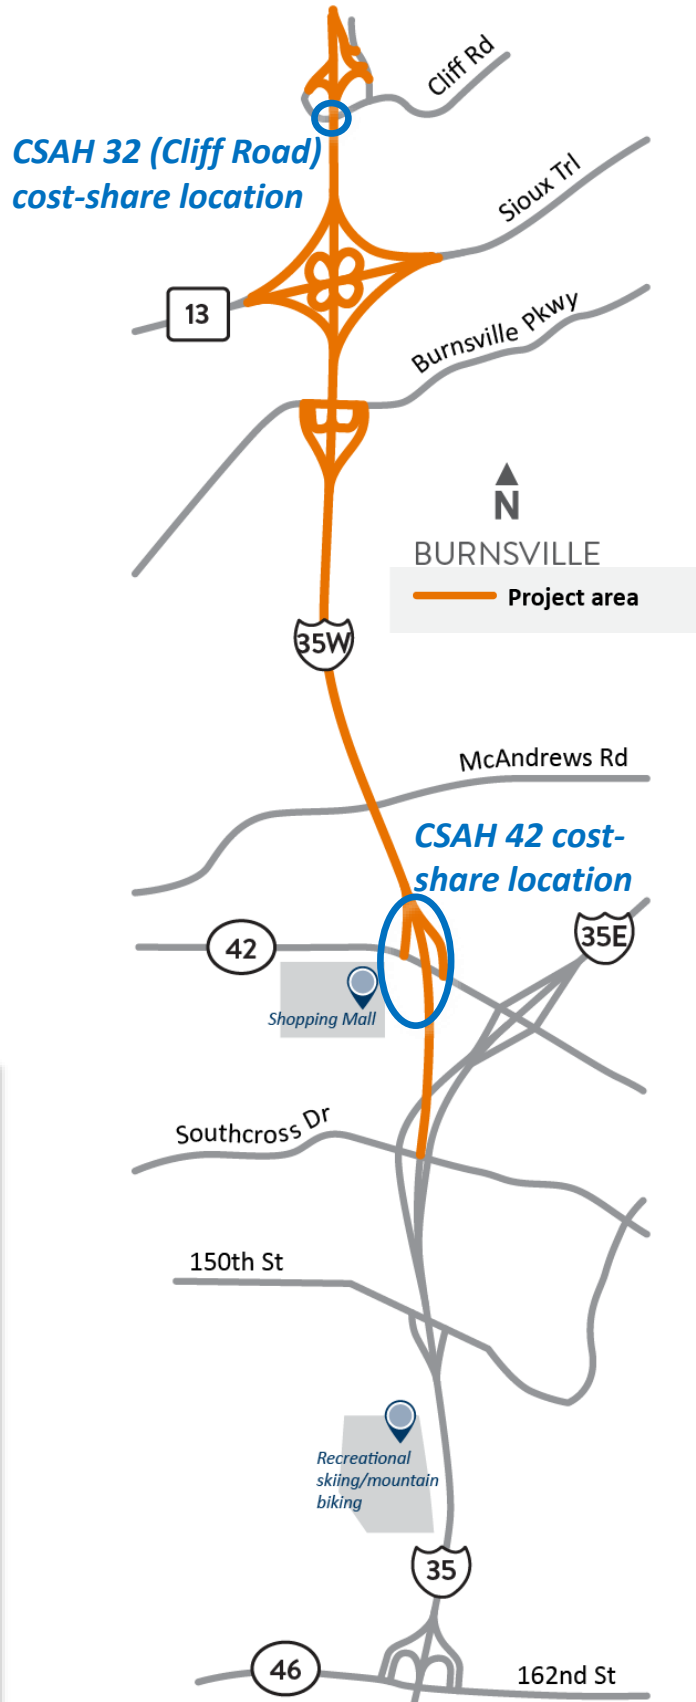 Cliff Rd
CSAH 32 (Cliff Road)
cost-share location
Sioux Trl
13
Burnsville Pkwy
N
BURNSVILLE
Project area
35W
McAndrews Rd
CSAH 42 cost-
share location
42
35E
Shopping Mall
Southcross Dr
150th St
Recreational
skiing/mountain
biking
35
46
162nd St